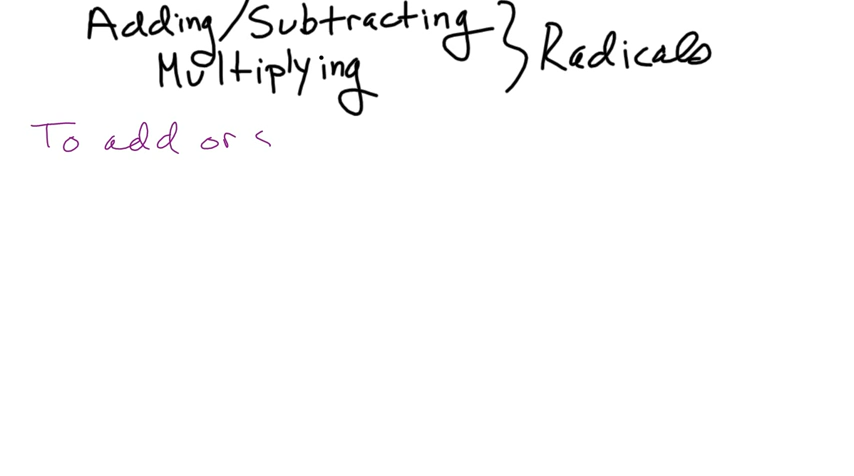 Adding/Subtracting } Radicals
Multiplying
To add or s